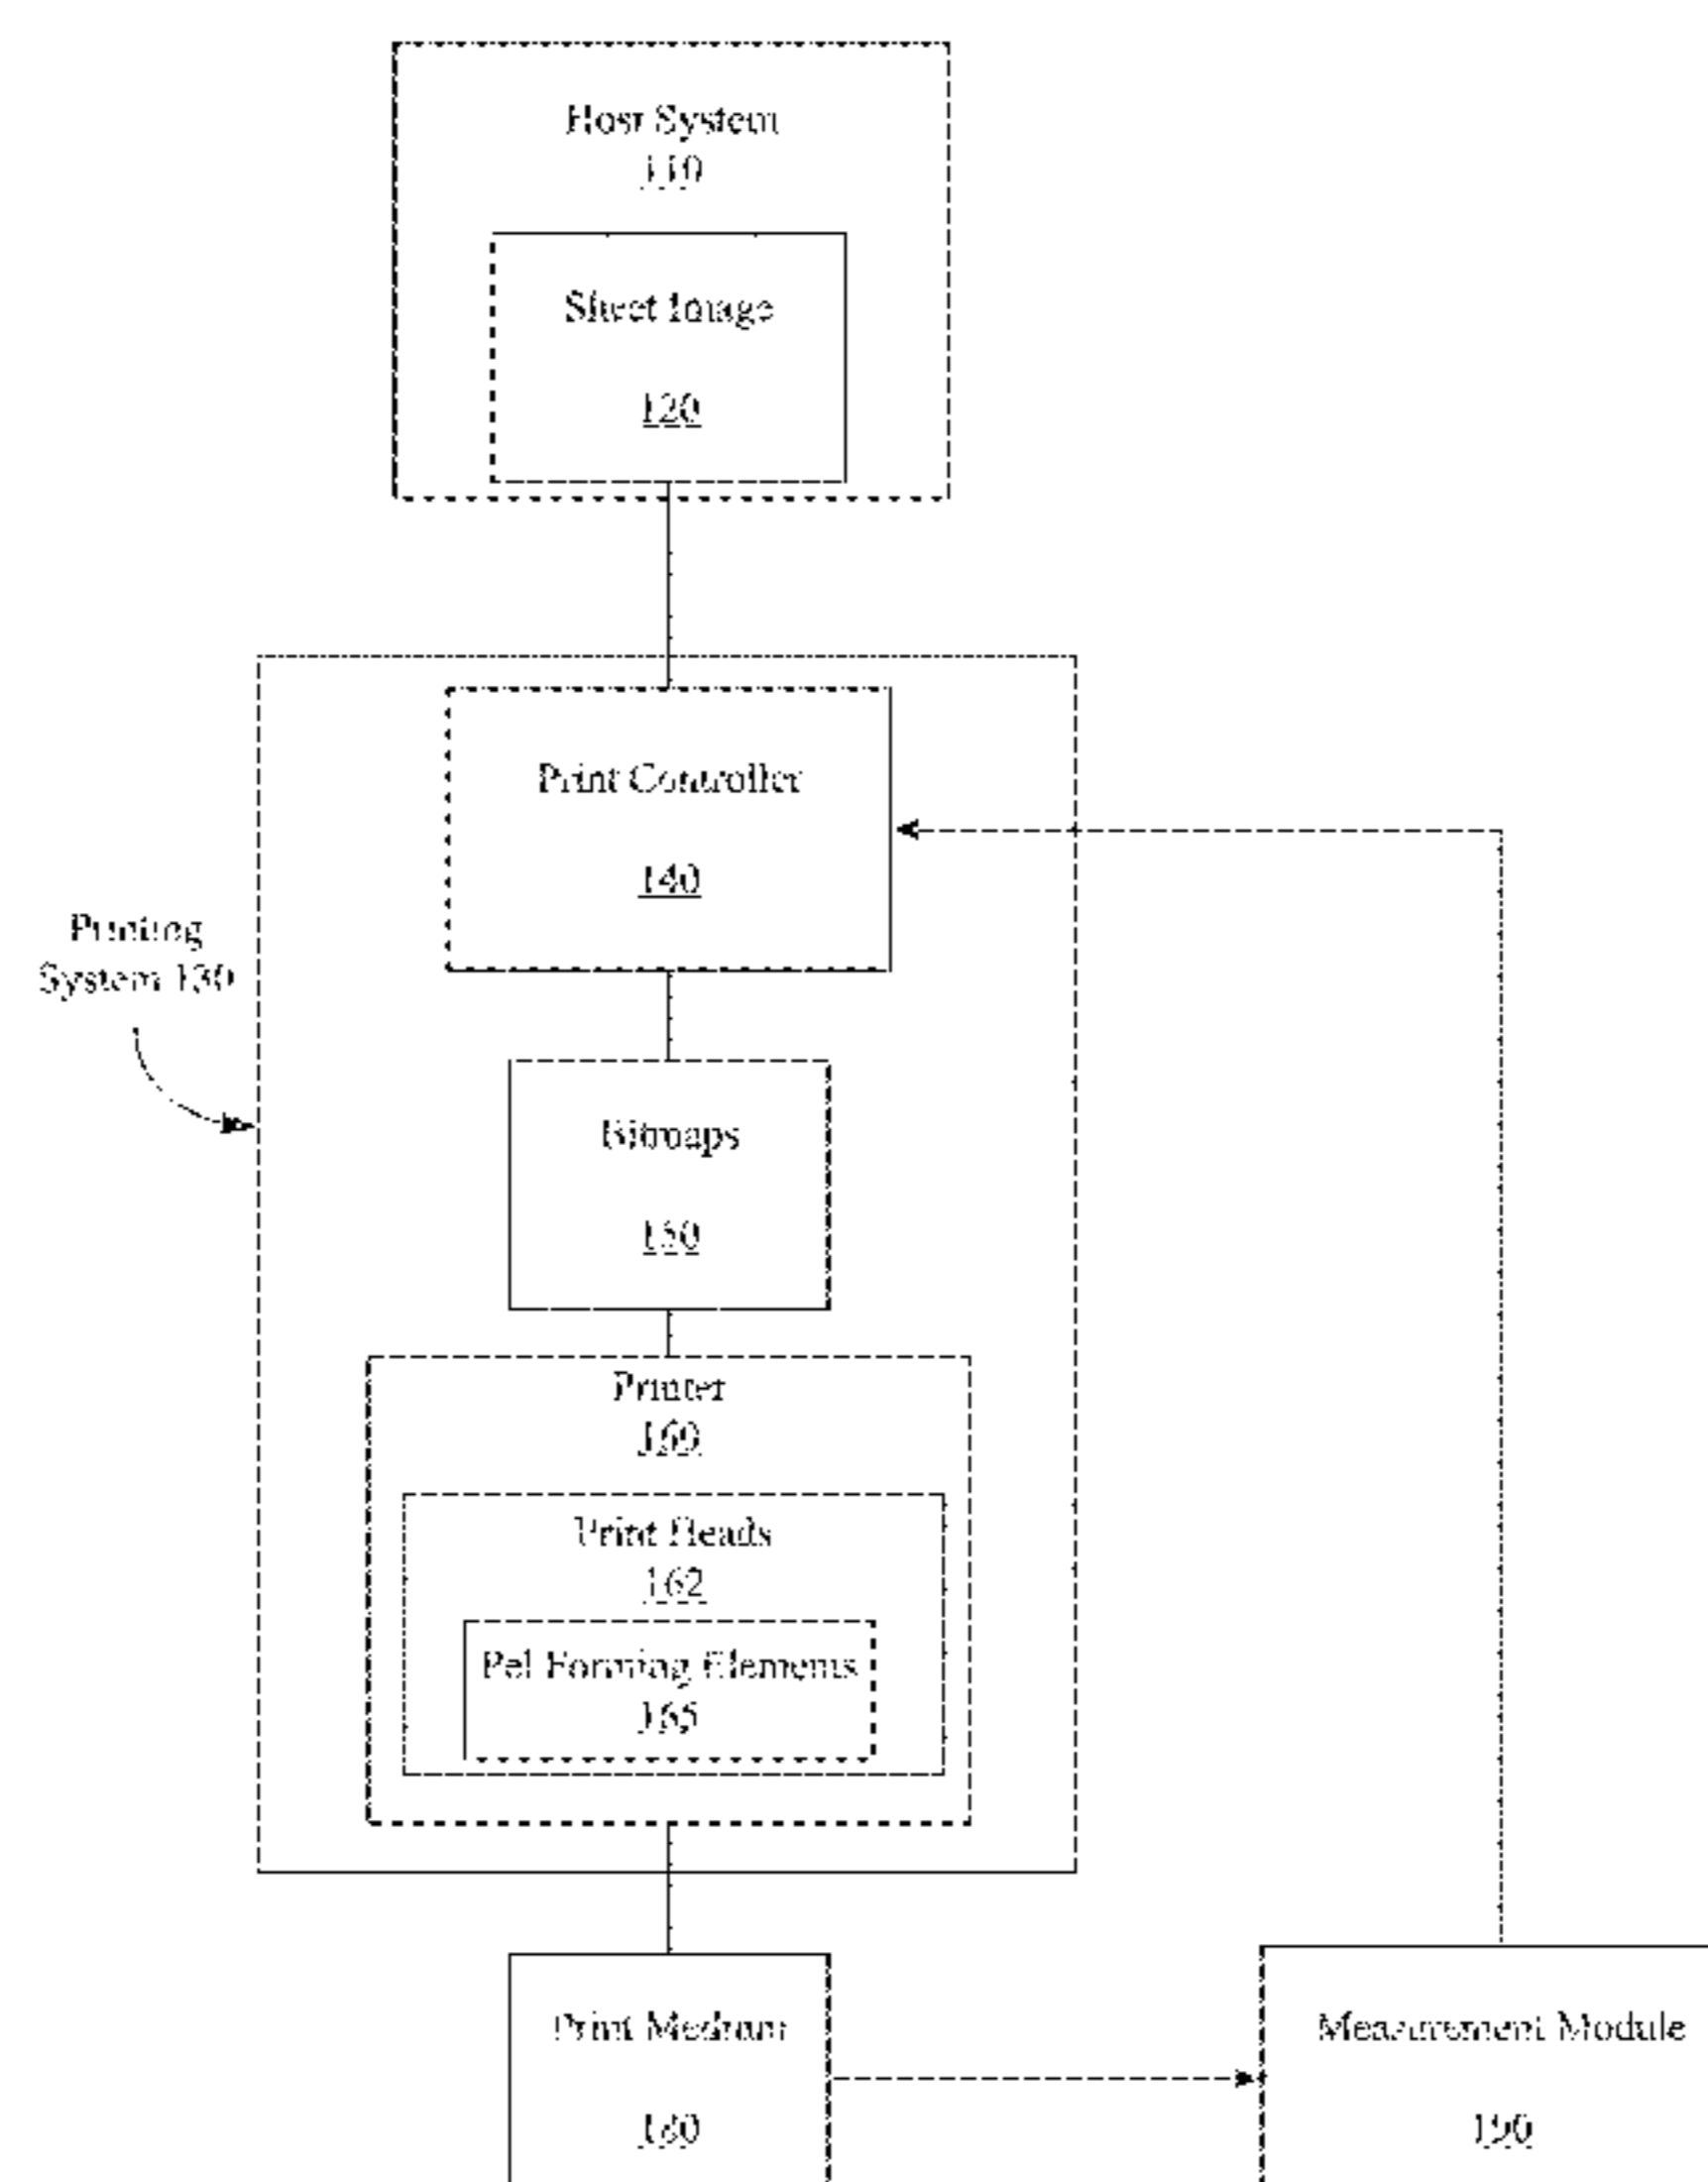 Host System
110
Sheet Image
120
Print Controller
140
Printing
System 130
Bitmaps
150
Printer
160
Print Heads
162
Pel Forming Elements
165
Print Medium
180
Measurement Module
190